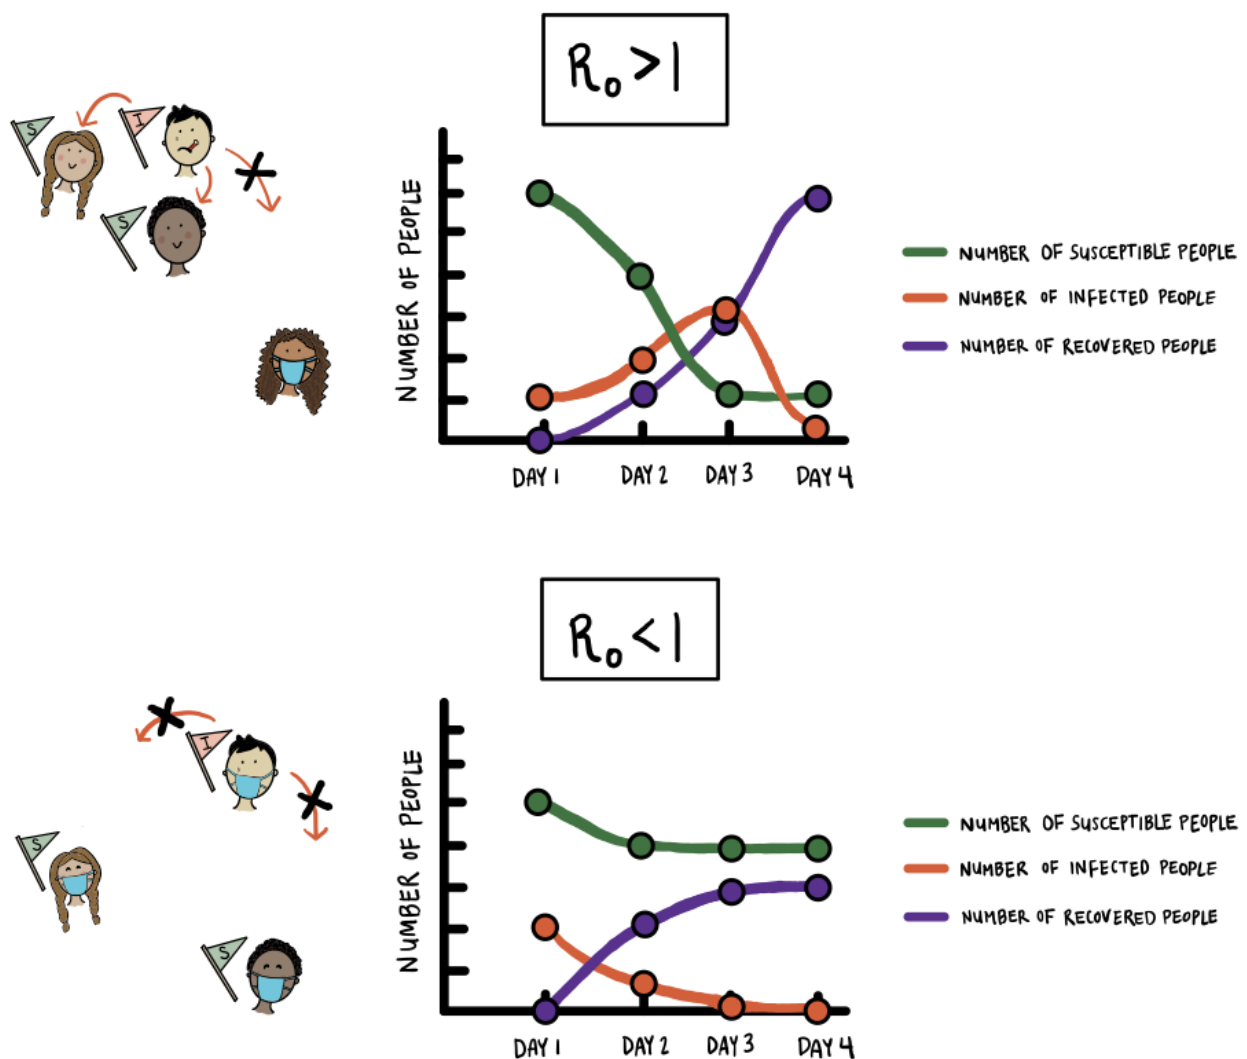 R₀ > 1
S
I
S
NUMBER OF PEOPLE
NUMBER OF SUSCEPTIBLE PEOPLE
NUMBER OF INFECTED PEOPLE
NUMBER OF RECOVERED PEOPLE
DAY 1 DAY 2 DAY 3 DAY 4
R₀ < 1
I
S
S
NUMBER OF PEOPLE
NUMBER OF SUSCEPTIBLE PEOPLE
NUMBER OF INFECTED PEOPLE
NUMBER OF RECOVERED PEOPLE
DAY 1 DAY 2 DAY 3 DAY 4